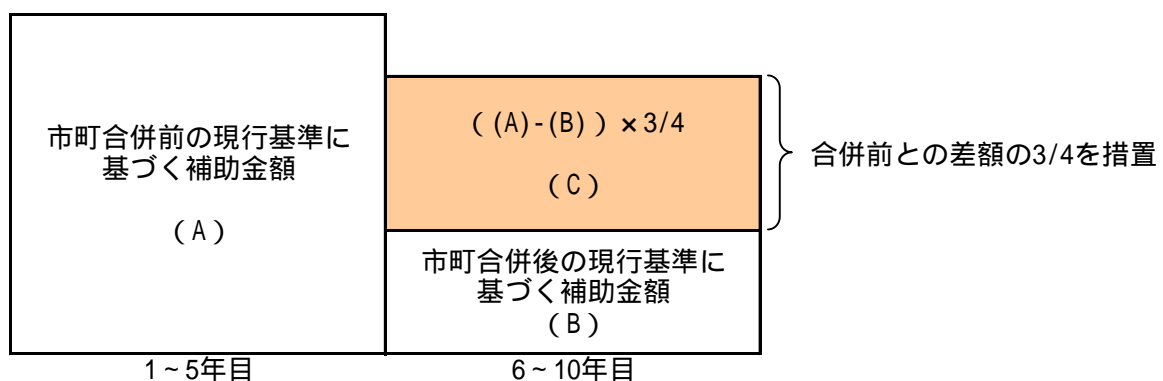 市町合併前の現行基準に
基づく補助金額
（A）
（(A)-(B)）×3/4
（C）
合併前との差額の3/4を措置
市町合併後の現行基準に
基づく補助金額
（B）
1~5年目
6~10年目